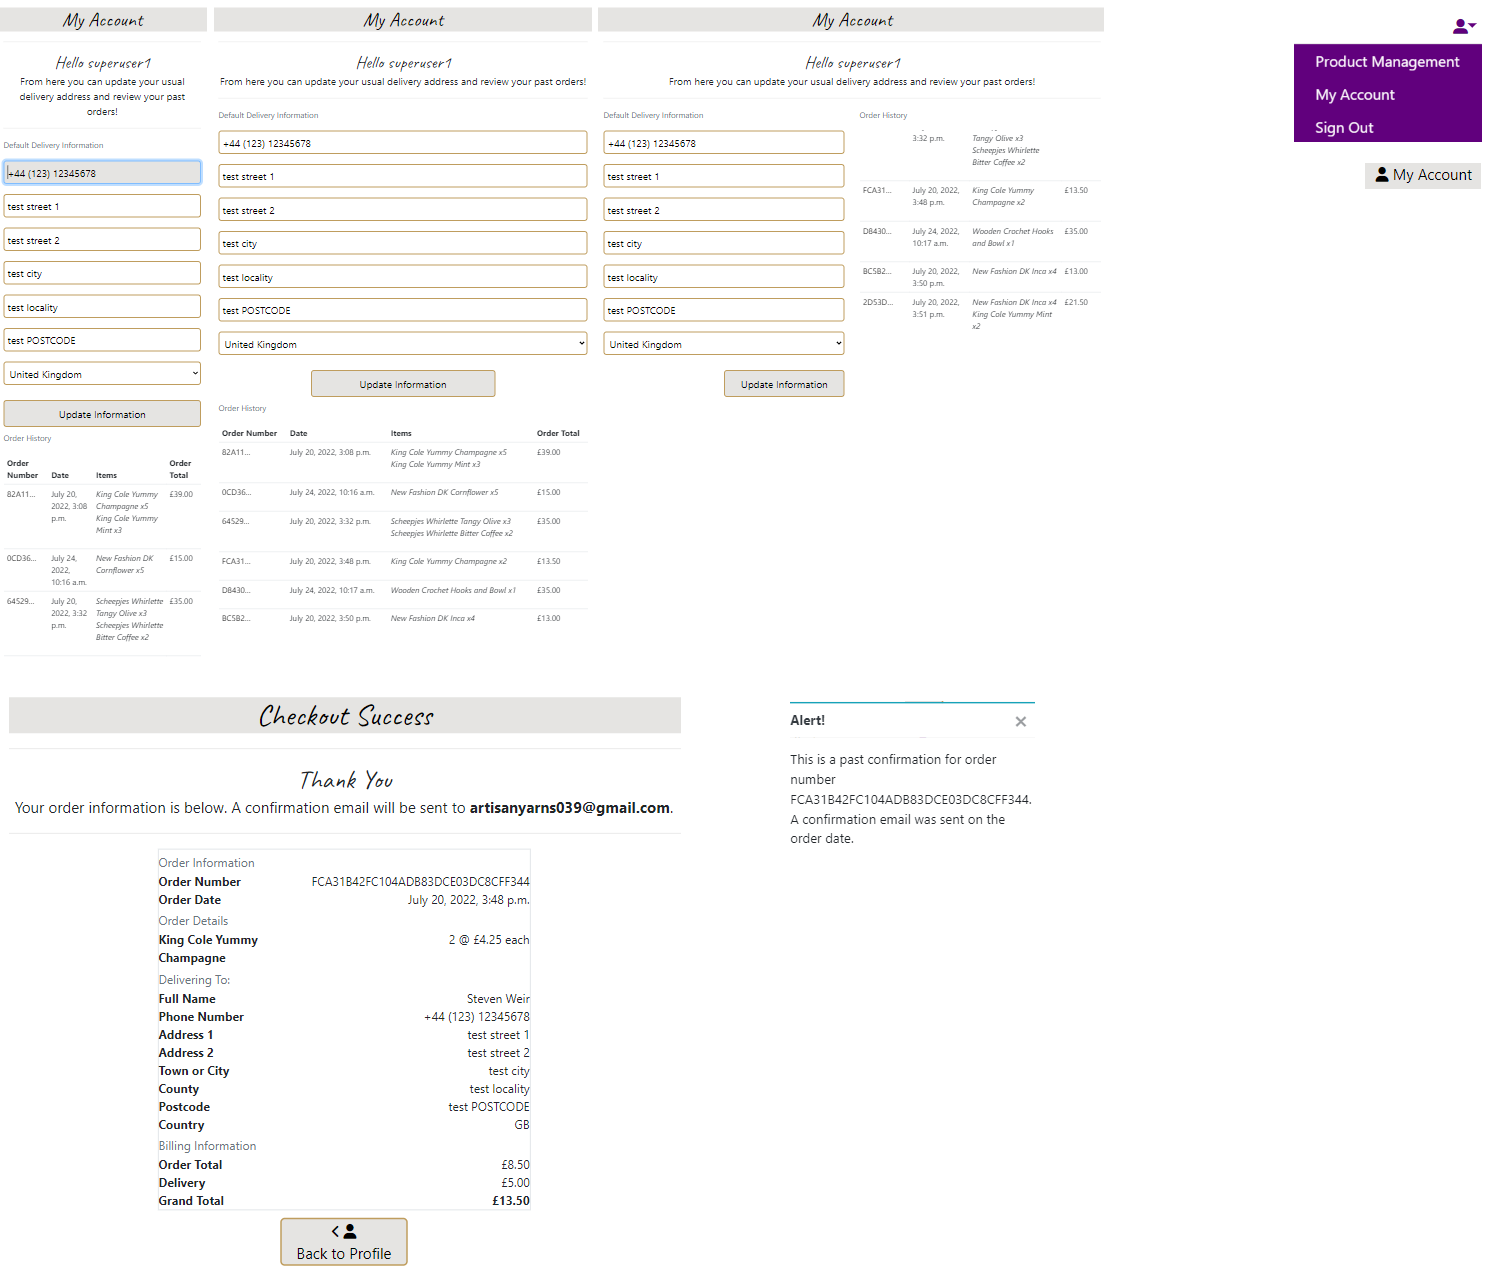 My Account
Hello superuser1
From here you can update your usual
delivery address and review your past
orders!
Default Delivery Information
+44 (123) 12345678
test street 1
test street 2
test city
test locality
test POSTCODE
United Kingdom
Update Information
Order History
Order Number Date Items Order Total
82A11... July 20, 2022, 3:08 p.m. King Cole Yummy Champagne x5 £39.00
King Cole Yummy Mint x3
0CD36... July 24, 2022, 10:16 a.m. New Fashion DK Cornflower x5 £15.00
64529... July 20, 2022, 3:32 p.m. Scheepjes Whirlette Tangy Olive x3 £35.00
Scheepjes Whirlette Bitter Coffee x2
My Account
Hello superuser1
From here you can update your usual delivery address and review your past orders!
Default Delivery Information
+44 (123) 12345678
test street 1
test street 2
test city
test locality
test POSTCODE
United Kingdom
Update Information
Order History
Order Number Date Items Order Total
82A11... July 20, 2022, 3:08 p.m. King Cole Yummy Champagne x5 £39.00
King Cole Yummy Mint x3
0CD36... July 24, 2022, 10:16 a.m. New Fashion DK Cornflower x5 £15.00
64529... July 20, 2022, 3:32 p.m. Scheepjes Whirlette Tangy Olive x3 £35.00
Scheepjes Whirlette Bitter Coffee x2
FCA31... July 20, 2022, 3:48 p.m. King Cole Yummy Champagne x2 £13.50
D8430... July 24, 2022, 10:17 a.m. Wooden Crochet Hooks and Bowl x1 £35.00
BC5B2... July 20, 2022, 3:50 p.m. New Fashion DK Inca x4 £13.00
My Account
Hello superuser1
From here you can update your usual delivery address and review your past orders!
Default Delivery Information
+44 (123) 12345678
test street 1
test street 2
test city
test locality
test POSTCODE
United Kingdom
Update Information
Order History
3:32 p.m. Tangy Olive x3
Scheepjes Whirlette
Bitter Coffee x2
FCA31... July 20, 2022, King Cole Yummy £13.50
3:48 p.m. Champagne x2
D8430... July 24, 2022, Wooden Crochet Hooks £35.00
10:17 a.m. and Bowl x1
BC5B2... July 20, 2022, New Fashion DK Inca x4 £13.00
3:50 p.m.
2D53D... July 20, 2022, New Fashion DK Inca x4 £21.50
3:51 p.m. King Cole Yummy Mint
x2
Product Management
My Account
Sign Out
My Account
Checkout Success
Thank You
Your order information is below. A confirmation email will be sent to artisanyarns039@gmail.com.
Order Information
Order Number FCA31B42FC104ADB83DCE03DC8CFF344
Order Date July 20, 2022, 3:48 p.m.
Order Details
King Cole Yummy 2 @ £4.25 each
Champagne
Delivering To:
Full Name Steven Weir
Phone Number +44 (123) 12345678
Address 1 test street 1
Address 2 test street 2
Town or City test city
County test locality
Postcode test POSTCODE
Country GB
Billing Information
Order Total £8.50
Delivery £5.00
Grand Total £13.50
Back to Profile
Alert! ×
This is a past confirmation for order
number
FCA31B42FC104ADB83DCE03DC8CFF344.
A confirmation email was sent on the
order date.